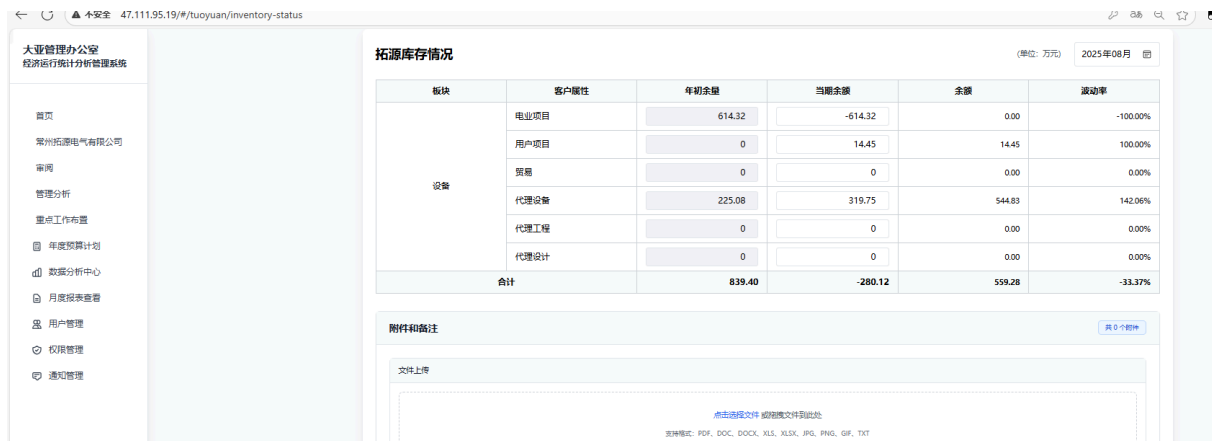 不安全 47.111.95.19/#/tuoyuan/inventory-status
大亚管理办公室
经济运行统计分析管理系统
首页
常州拓源电气有限公司
审阅
管理分析
重点工作布置
年度预算计划
数据分析中心
月度报表查看
用户管理
权限管理
通知管理
拓源库存情况 (单位: 万元) 2025年08月
板块 客户属性 年初余量 当期余额 余额 波动率
设备
电业项目 614.32 -614.32 0.00 -100.00%
用户项目 0 14.45 14.45 100.00%
贸易 0 0 0.00 0.00%
代理设备 225.08 319.75 544.83 142.06%
代理工程 0 0 0.00 0.00%
代理设计 0 0 0.00 0.00%
合计 839.40 -280.12 559.28 -33.37%
附件和备注 共 0 个附件
文件上传
点击选择文件 或拖拽文件到此处
支持格式: PDF、DOC、DOCX、XLS、XLSX、JPG、PNG、GIF、TXT